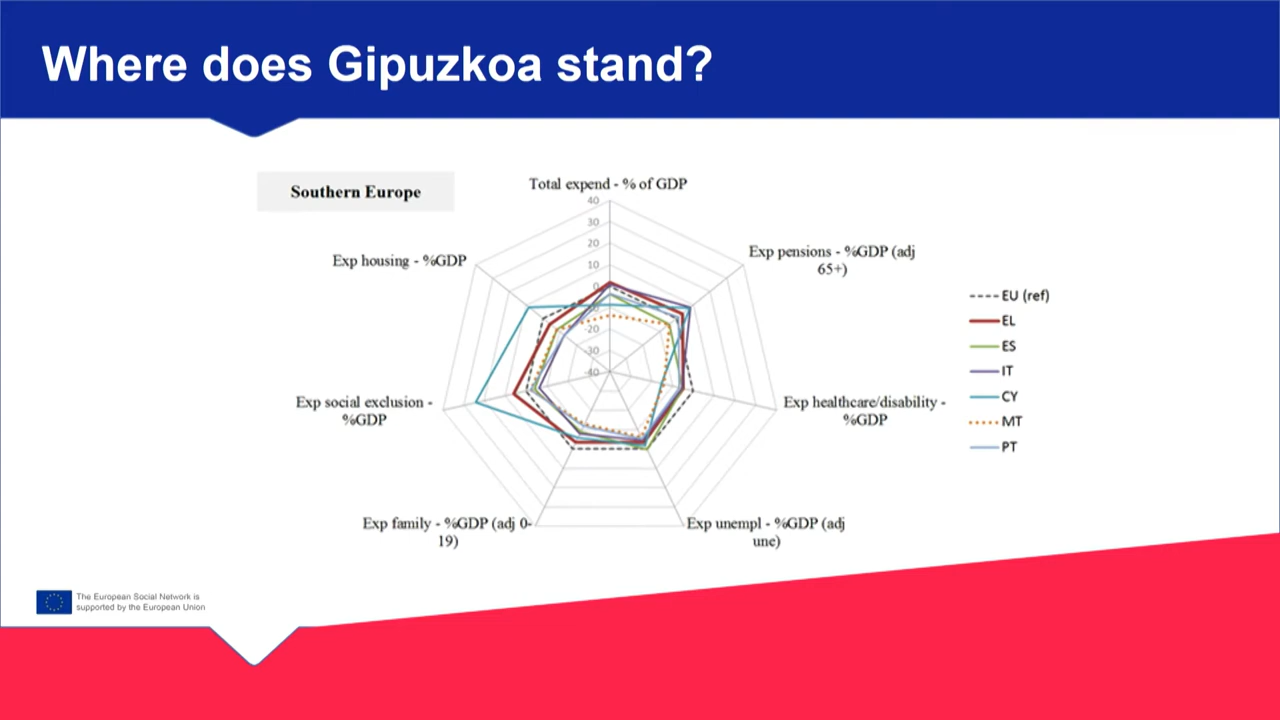 Where does Gipuzkoa stand?
Southern Europe
Total expend - % of GDP
40
30
20
10
0
-20
-30
-40
Exp pensions - %GDP (adj
65+)
Exp healthcare/disability -
%GDP
Exp unempl - %GDP (adj
une)
Exp family - %GDP (adj 0-
19)
Exp social exclusion -
%GDP
Exp housing - %GDP
EU (ref)
EL
ES
IT
CY
MT
PT
The European Social Network is
supported by the European Union